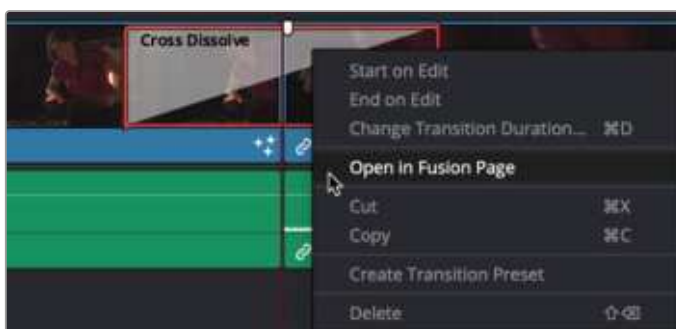 Cross Dissolve
Start on Edit
End on Edit
Change Transition Duration... ⌘D
Open in Fusion Page
Cut ⌘X
Copy ⌘C
Create Transition Preset
Delete ⇧⌫